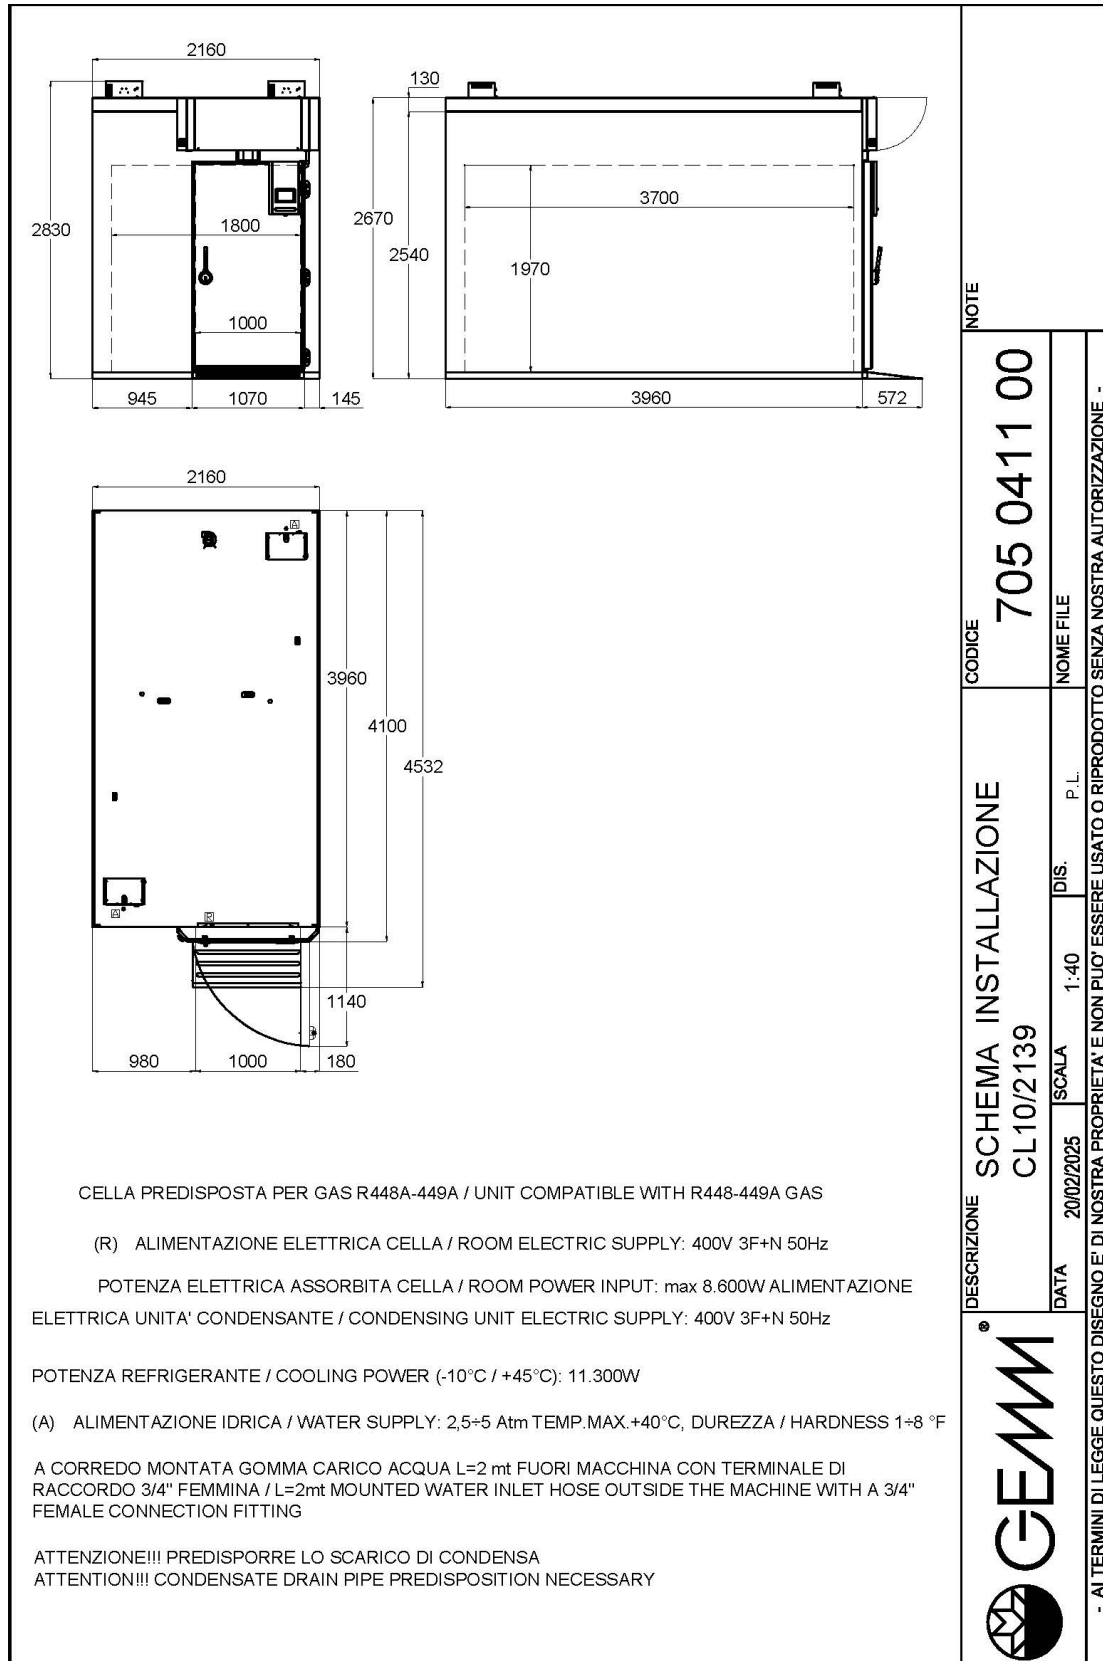 2160
2830
1800
1000
945
1070
145
130
2670
2540
3700
1970
3960
572
2160
A
3960
4100
4532
A
R
1140
980
1000
180
CELLA PREDISPOSTA PER GAS R448A-449A / UNIT COMPATIBLE WITH R448-449A GAS
(R) ALIMENTAZIONE ELETTRICA CELLA / ROOM ELECTRIC SUPPLY: 400V 3F+N 50Hz
POTENZA ELETTRICA ASSORBITA CELLA / ROOM POWER INPUT: max 8.600W ALIMENTAZIONE
ELETTRICA UNITA' CONDENSANTE / CONDENSING UNIT ELECTRIC SUPPLY: 400V 3F+N 50Hz
POTENZA REFRIGERANTE / COOLING POWER (-10°C / +45°C): 11.300W
(A) ALIMENTAZIONE IDRICA / WATER SUPPLY: 2,5÷5 Atm TEMP.MAX.+40°C, DUREZZA / HARDNESS 1÷8 °F
A CORREDO MONTATA GOMMA CARICO ACQUA L=2 mt FUORI MACCHINA CON TERMINALE DI
RACCORDO 3/4" FEMMINA / L=2mt MOUNTED WATER INLET HOSE OUTSIDE THE MACHINE WITH A 3/4"
FEMALE CONNECTION FITTING
ATTENZIONE!!! PREDISPORRE LO SCARICO DI CONDENSA
ATTENTION!!! CONDENSATE DRAIN PIPE PREDISPOSITION NECESSARY
GEMM ®
DESCRIZIONE
SCHEMA INSTALLAZIONE
CL10/2139
CODICE
705 0411 00
NOTE
DATA 20/02/2025
SCALA 1:40
DIS. P.L.
NOME FILE
- AI TERMINI DI LEGGE QUESTO DISEGNO E' DI NOSTRA PROPRIETA' E NON PUO' ESSERE USATO O RIPRODOTTO SENZA NOSTRA AUTORIZZAZIONE -